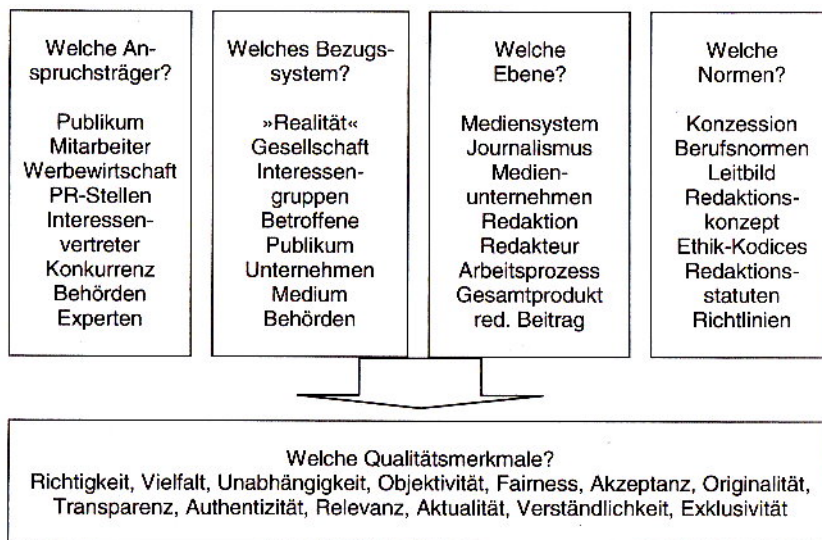 Welche An-
spruchsträger?
Publikum
Mitarbeiter
Werbewirtschaft
PR-Stellen
Interessen-
vertreter
Konkurrenz
Behörden
Experten
Welches Bezugs-
system?
»Realität«
Gesellschaft
Interessen-
gruppen
Betroffene
Publikum
Unternehmen
Medium
Behörden
Welche
Ebene?
Mediensystem
Journalismus
Medien-
unternehmen
Redaktion
Redakteur
Arbeitsprozess
Gesamtprodukt
red. Beitrag
Welche
Normen?
Konzession
Berufsnormen
Leitbild
Redaktions-
konzept
Ethik-Kodices
Redaktions-
statuten
Richtlinien
Welche Qualitätsmerkmale?
Richtigkeit, Vielfalt, Unabhängigkeit, Objektivität, Fairness, Akzeptanz, Originalität,
Transparenz, Authentizität, Relevanz, Aktualität, Verständlichkeit, Exklusivität